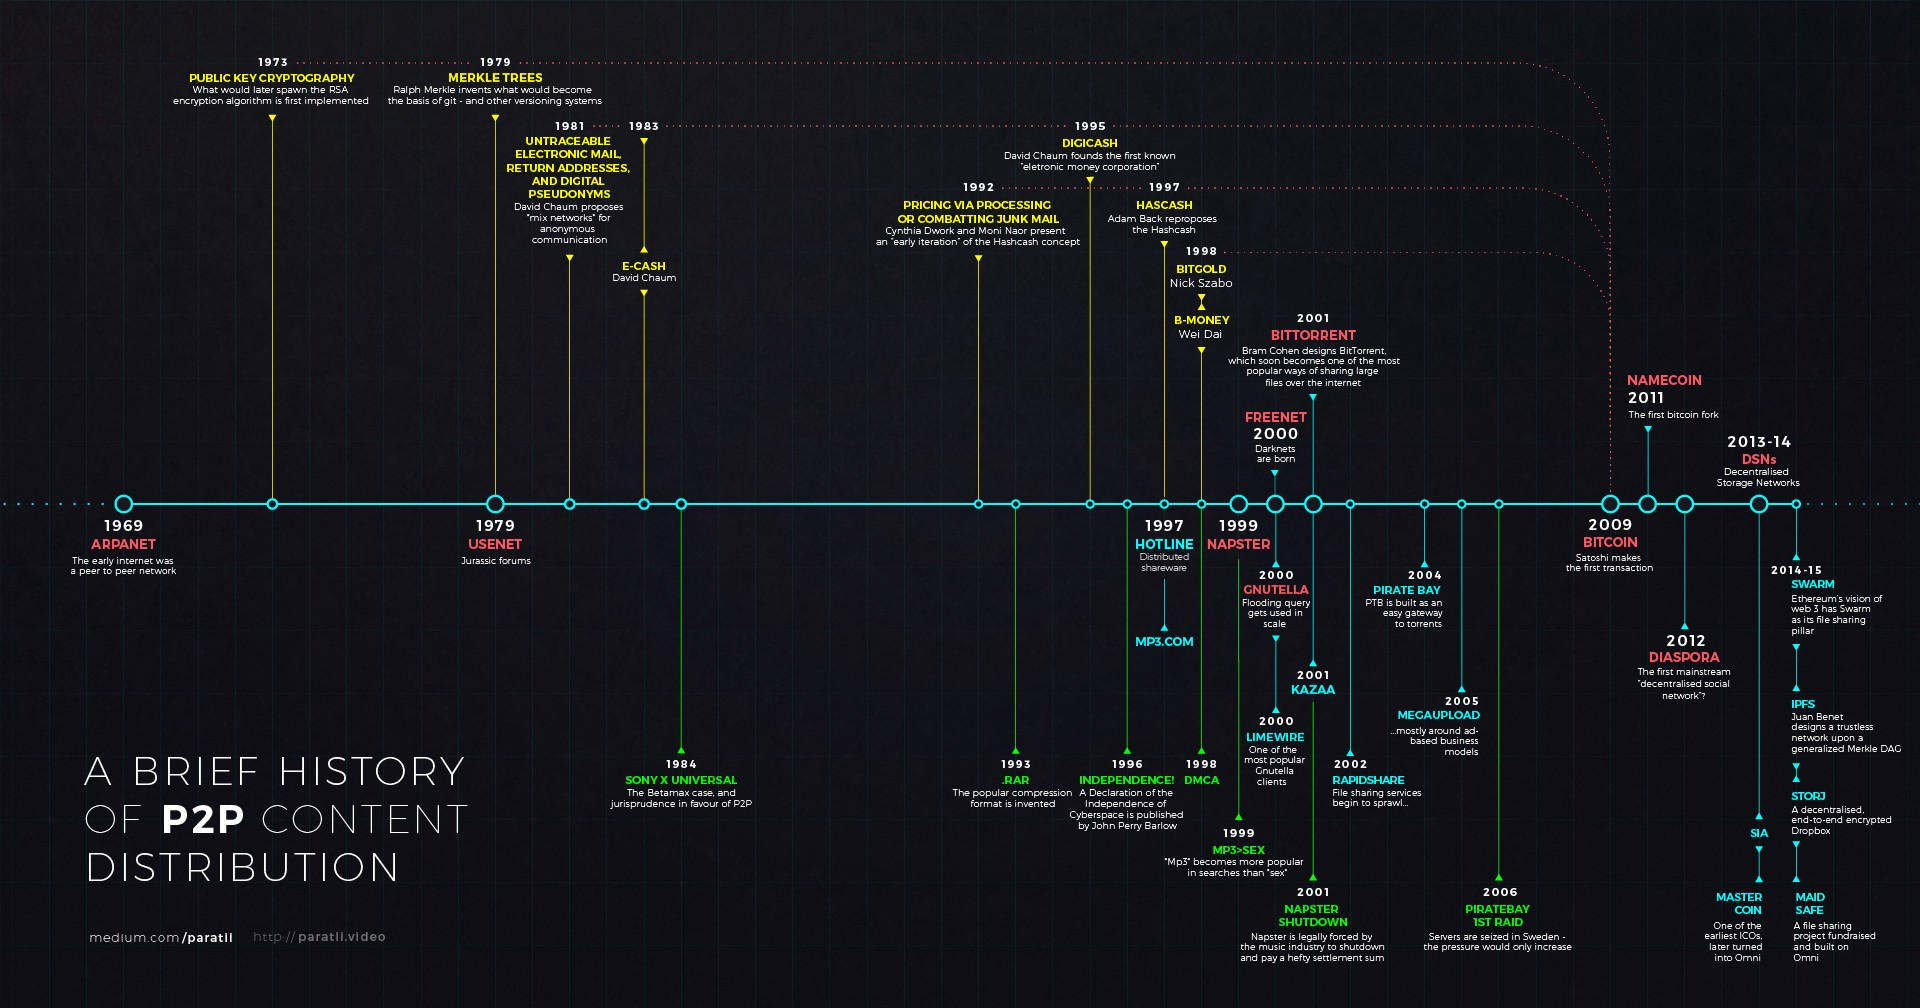 1973
PUBLIC KEY CRYPTOGRAPHY
What would later spawn the RSA
encryption algorithm is first implemented
1979
MERKLE TREES
Ralph Merkle invents what would become
the basis of git - and other versioning systems
1981
UNTRACEABLE
ELECTRONIC MAIL,
RETURN ADDRESSES,
AND DIGITAL
PSEUDONYMS
David Chaum proposes
"mix networks" for
anonymous
communication
1983
E-CASH
David Chaum
1992
PRICING VIA PROCESSING
OR COMBATTING JUNK MAIL
Cynthia Dwork and Moni Naor present
an "early iteration" of the Hashcash concept
1995
DIGICASH
David Chaum founds the first known
"eletronic money corporation"
1997
HASCASH
Adam Back reproposes
the Hashcash
1998
BITGOLD
Nick Szabo
B-MONEY
Wei Dai
2001
BITTORRENT
Bram Cohen designs BitTorrent,
which soon becomes one of the most
popular ways of sharing large
files over the internet
FREENET
2000
Darknets
are born
NAMECOIN
2011
The first bitcoin fork
2013-14
DSNs
Decentralised
Storage Networks
1969
ARPANET
The early internet was
a peer to peer network
1979
USENET
Jurassic forums
1984
SONY X UNIVERSAL
The Betamax case, and
jurisprudence in favour of P2P
1993
.RAR
The popular compression
format is invented
1996
INDEPENDENCE!
A Declaration of the
Independence of
Cyberspace is published
by John Perry Barlow
1997
HOTLINE
Distributed
shareware
MP3.COM
1998
DMCA
1999
NAPSTER
1999
MP3>SEX
"Mp3" becomes more popular
in searches than "sex"
2000
GNUTELLA
Flooding query
gets used in
scale
2000
LIMEWIRE
One of the
most popular
Gnutella
clients
2001
KAZAA
2001
NAPSTER
SHUTDOWN
Napster is legally forced by
the music industry to shutdown
and pay a hefty settlement sum
2002
RAPIDSHARE
File sharing services
begin to sprawl...
2004
PIRATE BAY
PTB is built as an
easy gateway
to torrents
2005
MEGAUPLOAD
...mostly around ad-
based business
models
2006
PIRATEBAY
1ST RAID
Servers are seized in Sweden -
the pressure would only increase
2009
BITCOIN
Satoshi makes
the first transaction
2012
DIASPORA
The first mainstream
"decentralised social
network"?
SIA
MASTER
COIN
One of the
earliest ICOs,
later turned
into Omni
2014-15
SWARM
Ethereum's vision of
web 3 has Swarm
as its file sharing
pillar
IPFS
Juan Benet
designs a trustless
network upon a
generalized Merkle DAG
STORJ
A decentralised,
end-to-end encrypted
Dropbox
MAID
SAFE
A file sharing
project fundraised
and built on
Omni
A BRIEF HISTORY
OF P2P CONTENT
DISTRIBUTION
medium.com/paratii
http://paratii.video